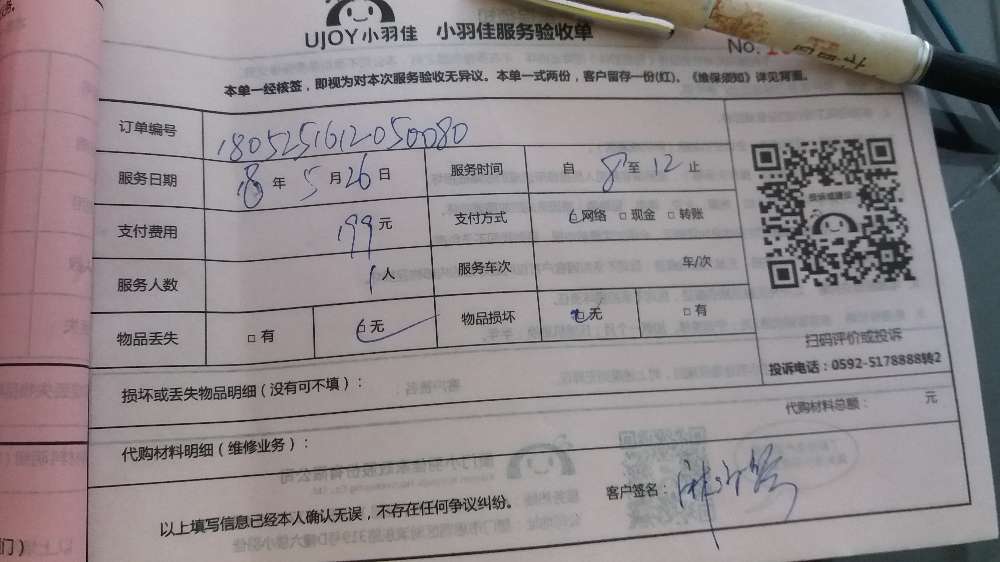 UJOY小羽佳 小羽佳服务验收单
No.
本单一经核签，即视为对本次服务验收无异议。本单一式两份，客户留存一份(红)、《维保须知》详见背面。
订单编号 1805251612050080
服务日期 18年5月26日 服务时间 自8至12止
支付费用 199元 支付方式 网络 □现金 □转账
服务人数 1人 服务车次 车/次
物品丢失 □有 无 物品损坏 无 □有
扫码评价或投诉
投诉电话：0592-5178888转2
损坏或丢失物品明细（没有可不填）：
代购材料总额： 元
代购材料明细（维修业务）：
客户签名：
以上填写信息已经本人确认无误，不存在任何争议纠纷。